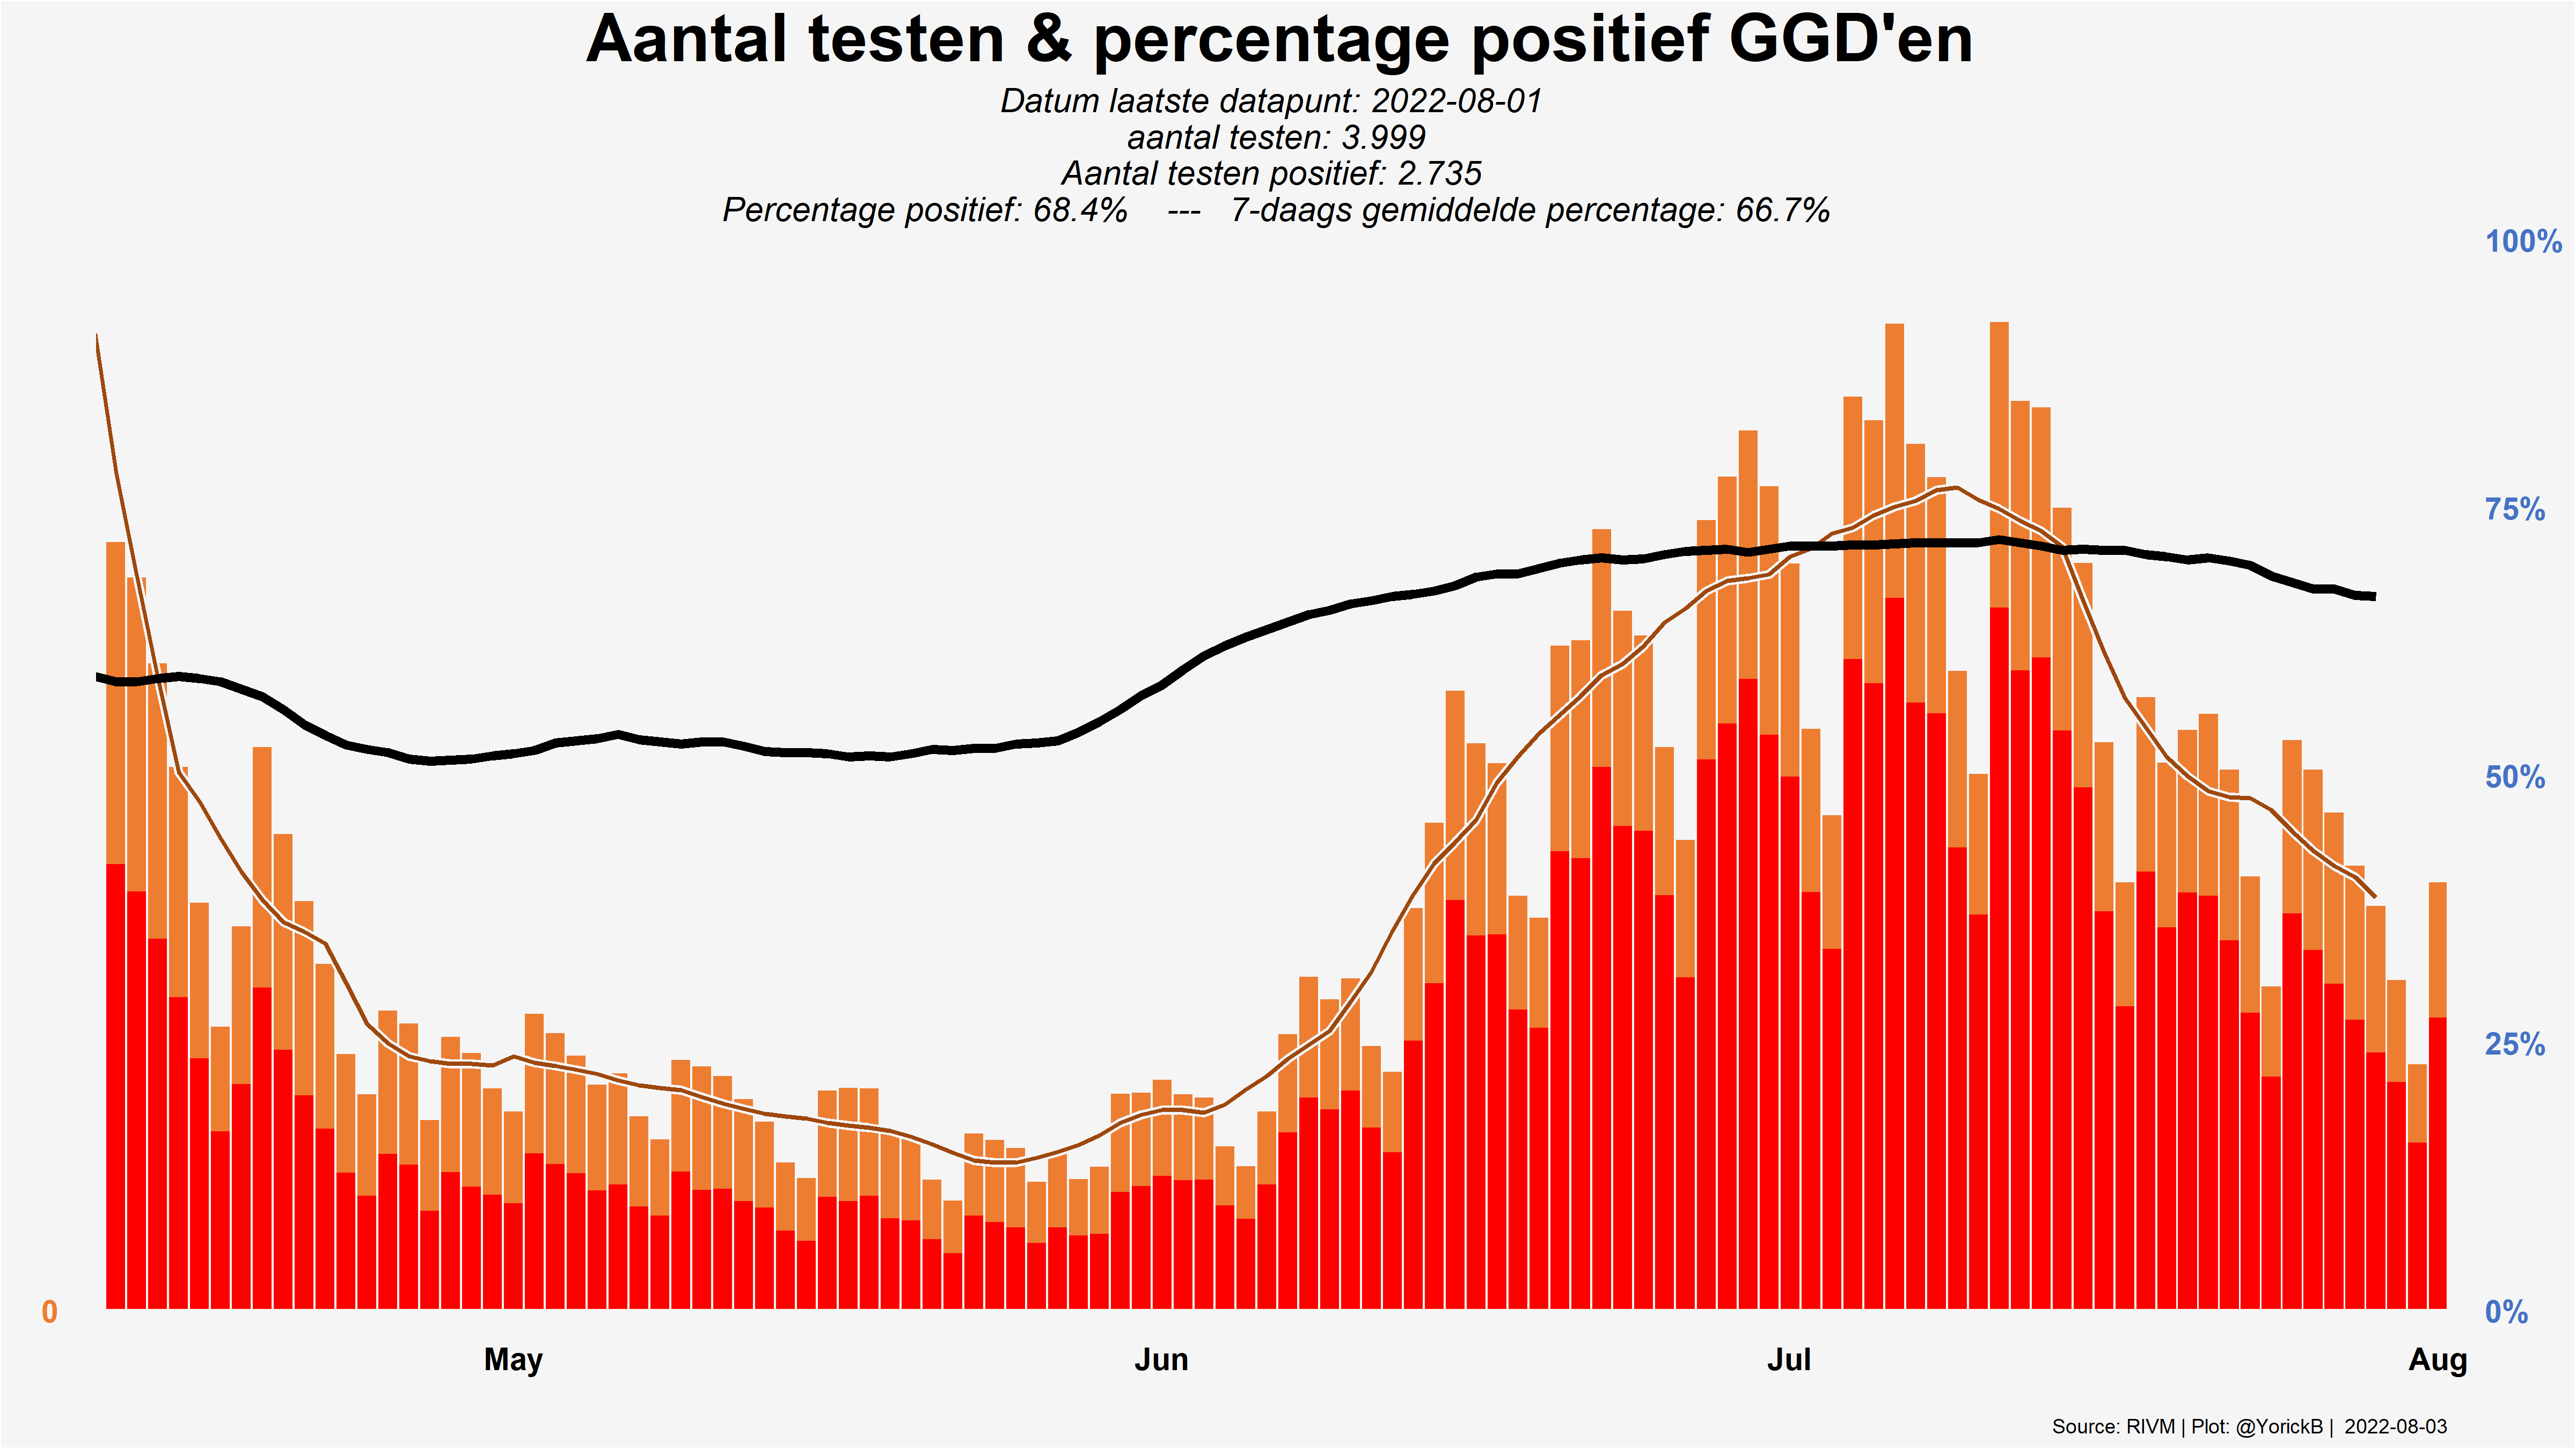 Aantal testen & percentage positief GGD'en
Datum laatste datapunt: 2022-08-01
aantal testen: 3.999
Aantal testen positief: 2.735
Percentage positief: 68.4%    ---   7-daags gemiddelde percentage: 66.7%
100%
75%
50%
25%
0
0%
May
Jun
Jul
Aug
Source: RIVM | Plot: @YorickB |  2022-08-03